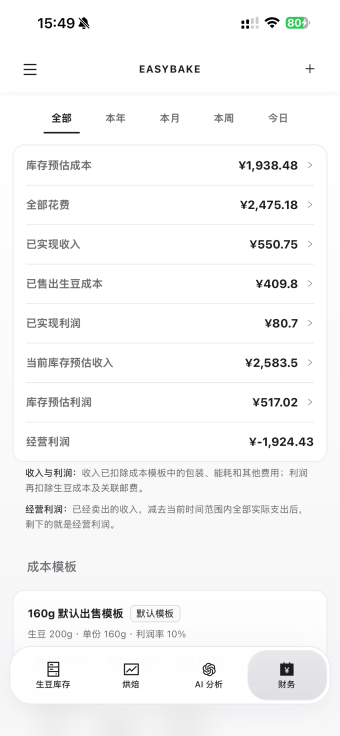 15:49
80
EASYBAKE
全部 本年 本月 本周 今日
库存预估成本 ¥1,938.48
全部花费 ¥2,475.18
已实现收入 ¥550.75
已售出生豆成本 ¥409.8
已实现利润 ¥80.7
当前库存预估收入 ¥2,583.5
库存预估利润 ¥517.02
经营利润 ¥-1,924.43
收入与利润：收入已扣除成本模板中的包装、能耗和其他费用；利润
再扣除生豆成本及关联邮费。
经营利润：已经卖出的收入，减去当前时间范围内全部实际支出后，
剩下的就是经营利润。
成本模板
160g 默认出售模板 默认模板
生豆 200g · 单份 160g · 利润率 10%
生豆库存 烘焙 AI 分析 财务